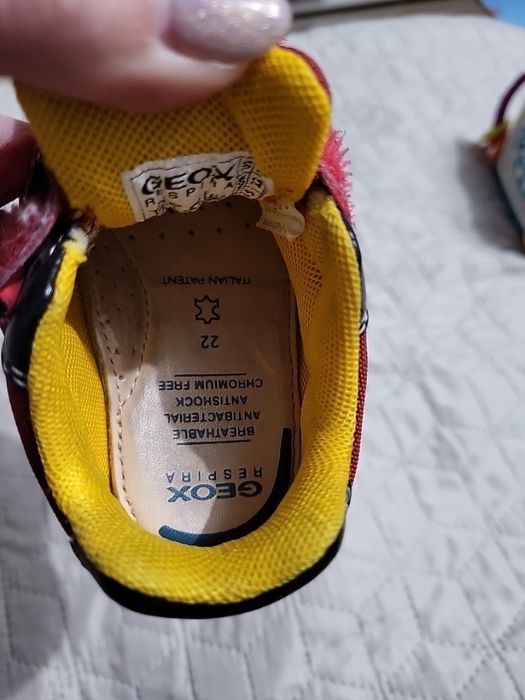 GEOX
RESPIRA
GEOX
RESPIRA
BREATHABLE
ANTIBACTERIAL
ANTISHOCK
CHROMIUM FREE
22
ITALIAN PATENT